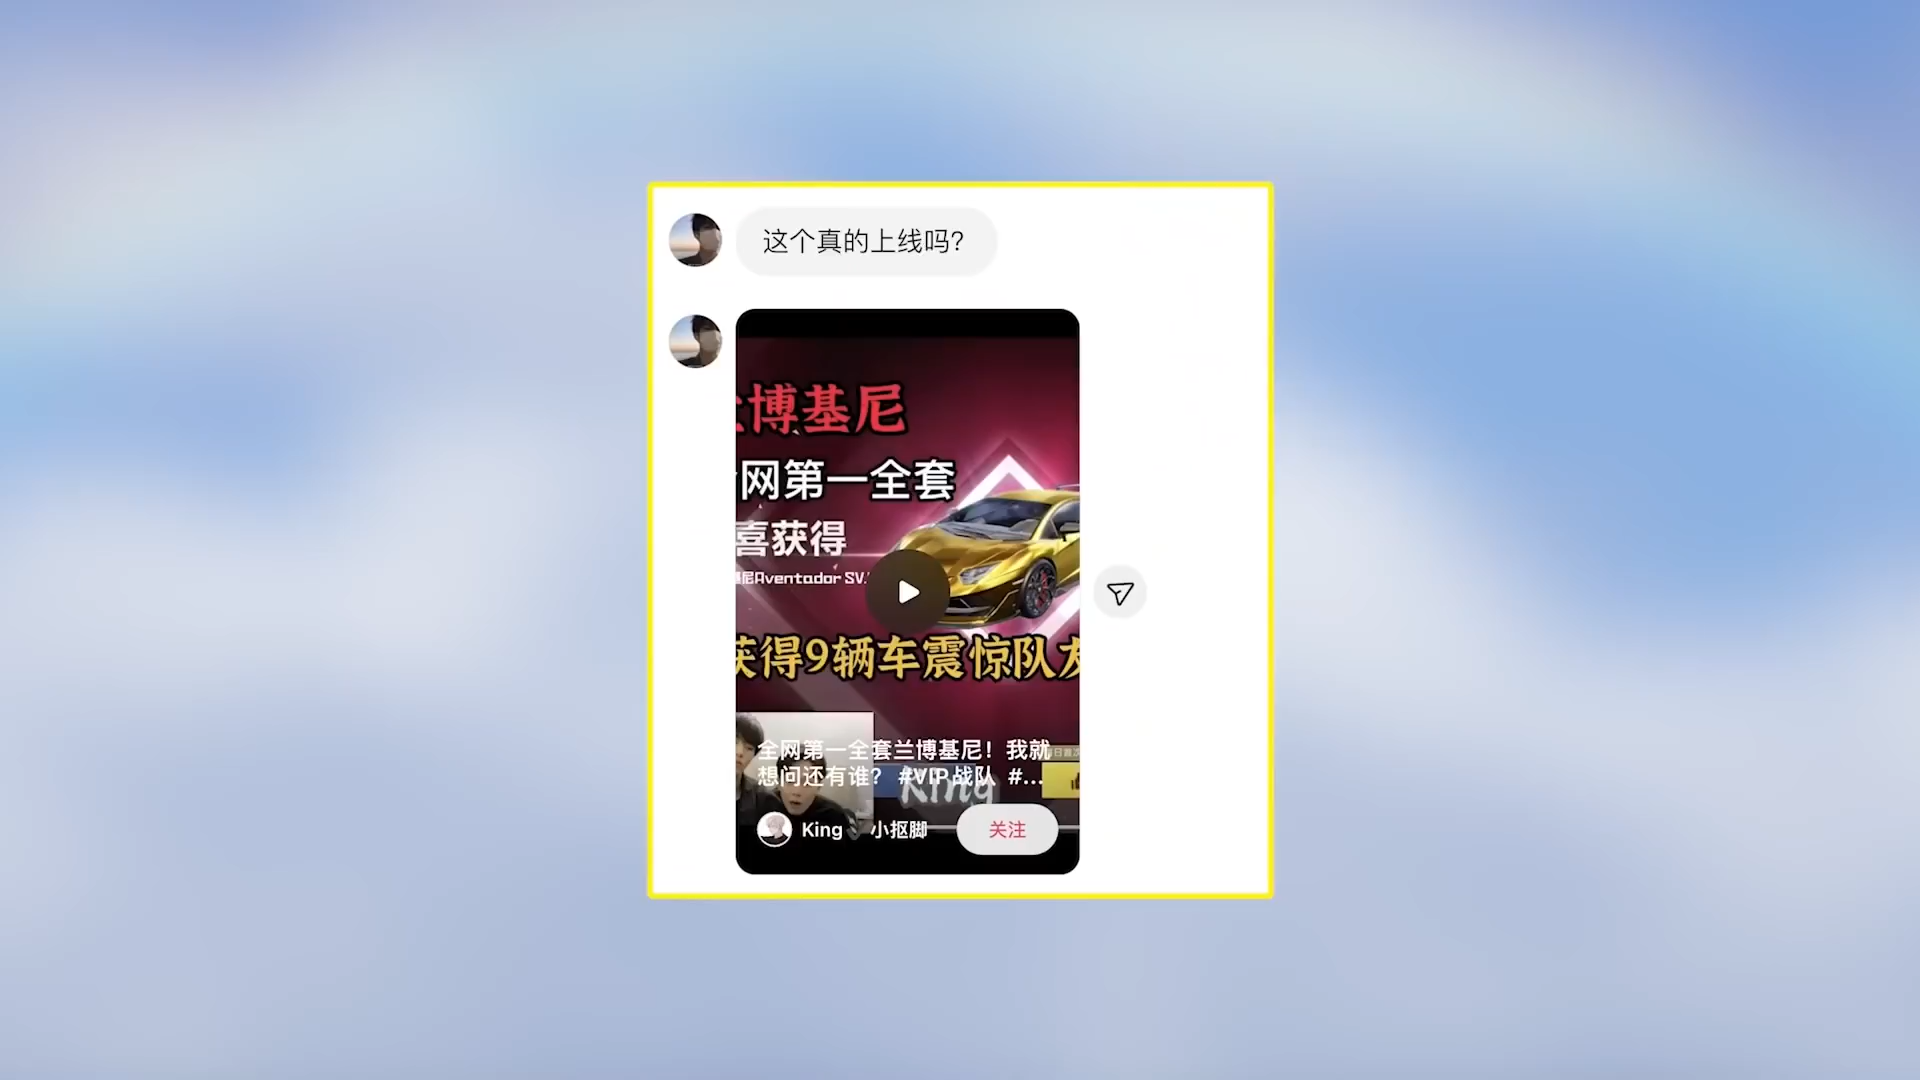 这个真的上线吗?
博基尼
网第一全套
喜获得
尼Aventador SV.
获得9辆车震惊队友
全网第一全套兰博基尼！我就
想问还有谁？ #VIP战队 #...
King
King 小抠脚
关注